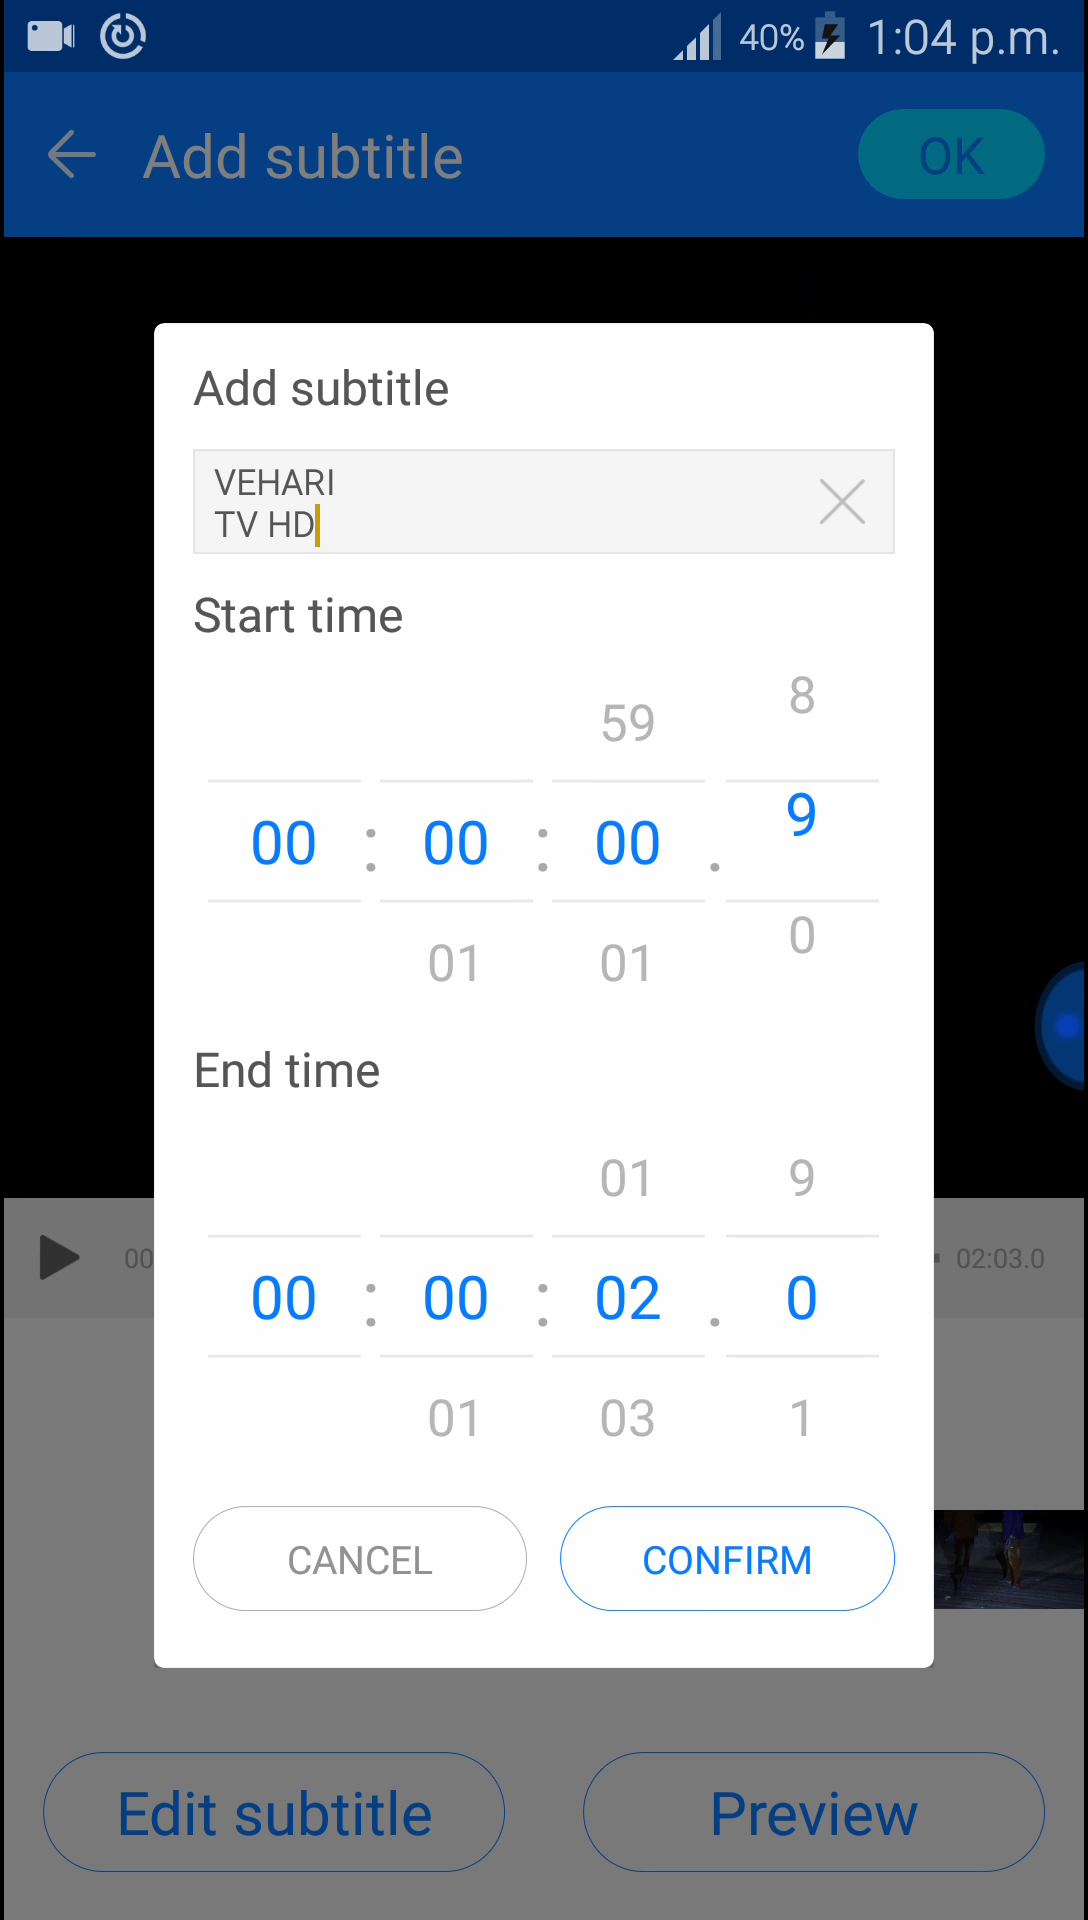 40% 1:04 p.m.
Add subtitle OK
Add subtitle
VEHARI
TV HD
Start time
59 8
00 : 00 : 00 . 9
01 01 0
End time
01 9
00 02:03.0
00 : 00 : 02 . 0
01 03 1
CANCEL CONFIRM
Edit subtitle Preview